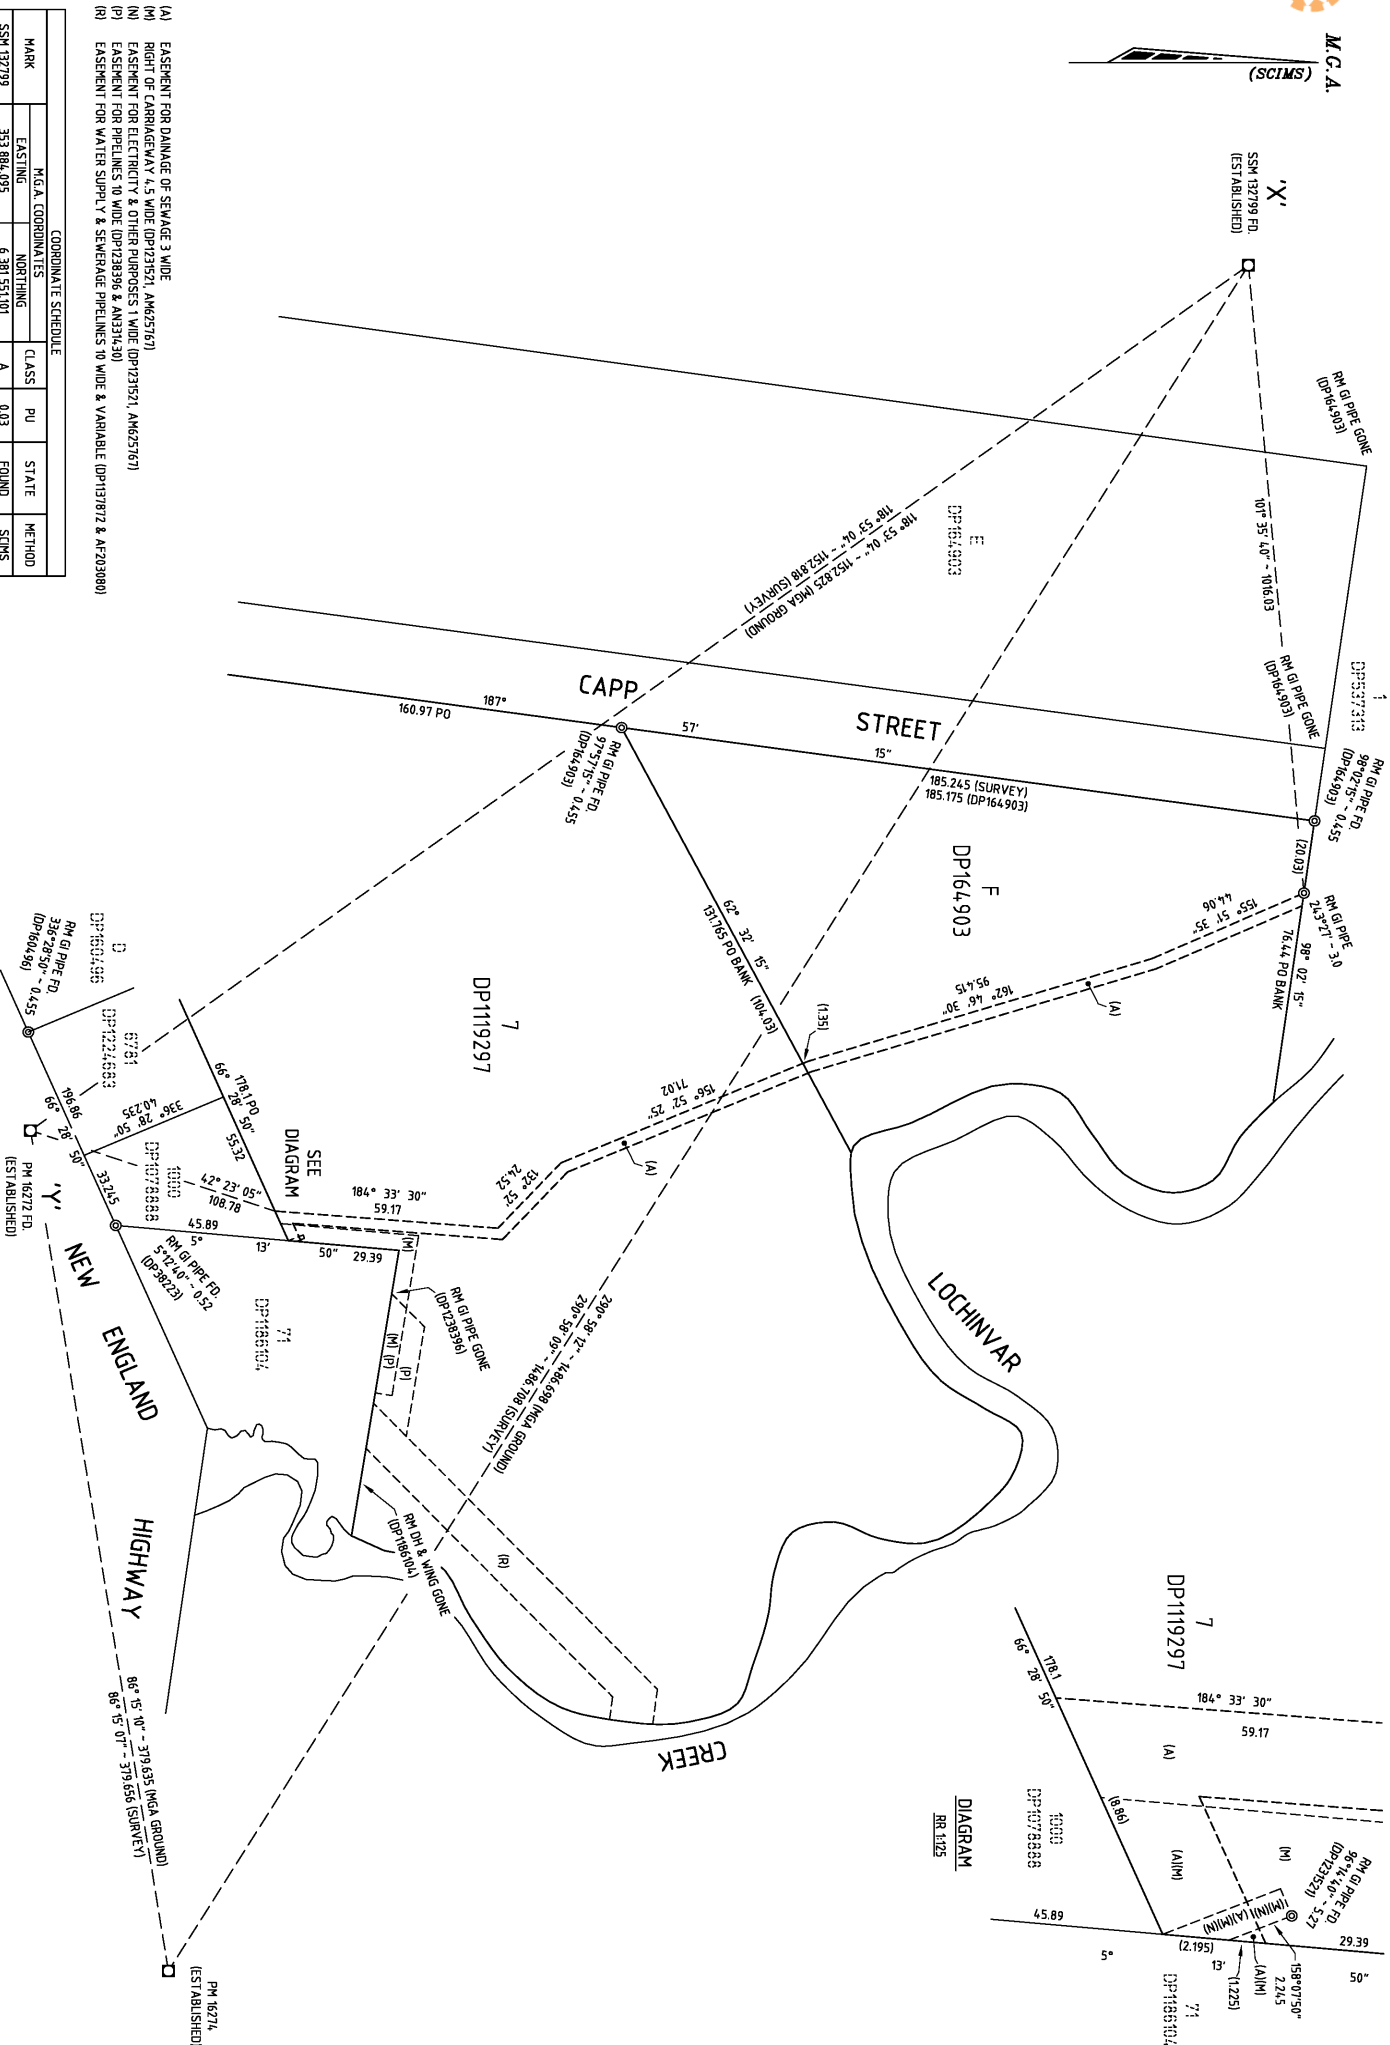 M.G.A.
(SCIMS)
'X'
SSM 132799 FD.
(ESTABLISHED)
(A) EASEMENT FOR DAINAGE OF SEWAGE 3 WIDE
(M) RIGHT OF CARRIAGEWAY 4.5 WIDE (DP1231521, AM625767)
(N) EASEMENT FOR ELECTRICITY & OTHER PURPOSES 1 WIDE (DP1231521, AM625767)
(P) EASEMENT FOR PIPELINES 10 WIDE (DP1238396 & AN331430)
(R) EASEMENT FOR WATER SUPPLY & SEWERAGE PIPELINES 10 WIDE & VARIABLE (DP1137872 & AF203080)
COORDINATE SCHEDULE
MARK
M.G.A. COORDINATES
EASTING
NORTHING
CLASS
PU
STATE
METHOD
SSM 132799 353 884.095 6 381 551.101 A 0.03 FOUND SCIMS
RM GI PIPE GONE
(DP164903)
101° 35' 40" ~ 1016.03
118° 53' 04" ~ 1152.825 (MGA GROUND)
118° 53' 04" ~ 1152.818 (SURVEY)
E
DP164903
RM GI PIPE GONE
(DP164903)
1
DP537313
RM GI PIPE FD.
98°02'15" ~ 0.455
(DP164903)
CAPP
STREET
187°
57'
15"
160.97 PO
185.245 (SURVEY)
185.175 (DP164903)
RM GI PIPE FD.
97°57'15" ~ 0.455
(DP164903)
(20.03)
RM GI PIPE
243°27' ~ 3.0
98° 02' 15"
76.44 PO BANK
F
DP164903
155° 51' 35"
44.06
162° 46' 30"
95.415
(A)
62° 32' 15"
131.765 PO BANK (104.03)
(1.35)
7
DP1119297
156° 52' 25"
71.02
(A)
132° 52'
24.52
D
DP160496
RM GI PIPE FD.
336°28'50" ~ 0.455
(DP160496)
6781
DP1224683
196.86
66° 28' 50"
33.245
336° 28' 50"
40.235
178.1 PO
66° 28' 50"
55.32
SEE
DIAGRAM
1000
DP1078888
42° 23' 05"
108.78
184° 33' 30"
59.17
PM 16272 FD.
(ESTABLISHED)
'Y'
45.89
5°
13'
50"
29.39
RM GI PIPE FD.
5°12'40" ~ 0.52
(DP38223)
(M)
RM GI PIPE GONE
(DP1238396)
(M) (P)
(P)
71
DP1186104
290° 58' 12" ~ 1486.698 (MGA GROUND)
290° 58' 09" ~ 1486.708 (SURVEY)
LOCHINVAR
CREEK
NEW
ENGLAND
HIGHWAY
RM DH & WING GONE
(DP1186104)
(R)
86° 15' 10" ~ 379.635 (MGA GROUND)
86° 15' 07" ~ 379.656 (SURVEY)
PM 16274
(ESTABLISHED)
7
DP1119297
178.1
66° 28' 50"
184° 33' 30"
59.17
(A)
(8.86)
(A)(M)
(M)
1000
DP1078888
DIAGRAM
RR 1:125
RM GI PIPE FD.
96°14'40" ~ 5.27
(DP1231521)
(M)(N)
(A)(M)(N)
45.89
(2.195)
29.39
5°
13'
50"
(1.225)
(A)(M)
158°07'50"
2.245
71
DP1186104